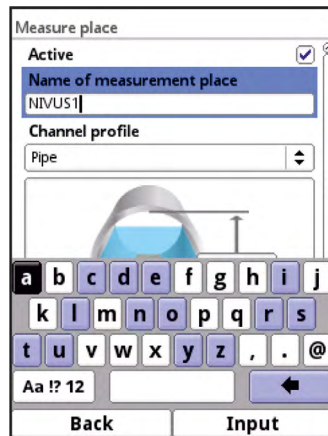 Measure place
Active
Name of measurement place
NIVUS1
Channel profile
Pipe
a b c d e f g h i j
k l m n o p q r s
t u v w x y z , . @
Aa !? 12
Back Input